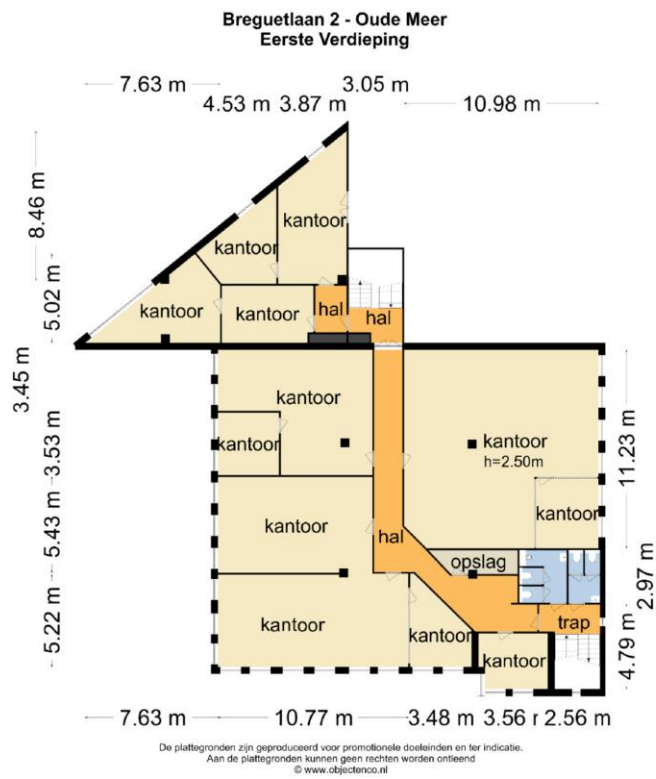 Breguetlaan 2 - Oude Meer
Eerste Verdieping
7.63 m
3.05 m
4.53 m 3.87 m
10.98 m
8.46 m
5.02 m
3.45 m
3.53 m
5.43 m
5.22 m
11.23 m
2.97 m
4.79 m
kantoor
kantoor
kantoor
kantoor
hal
hal
kantoor
kantoor
kantoor
h=2.50m
kantoor
kantoor
hal
opslag
kantoor
kantoor
trap
kantoor
7.63 m
10.77 m
3.48 m
3.56 r
2.56 m
De plattegronden zijn geproduceerd voor promotionele doeleinden en ter indicatie.
Aan de plattegronden kunnen geen rechten worden ontleend
© www.objectenco.nl